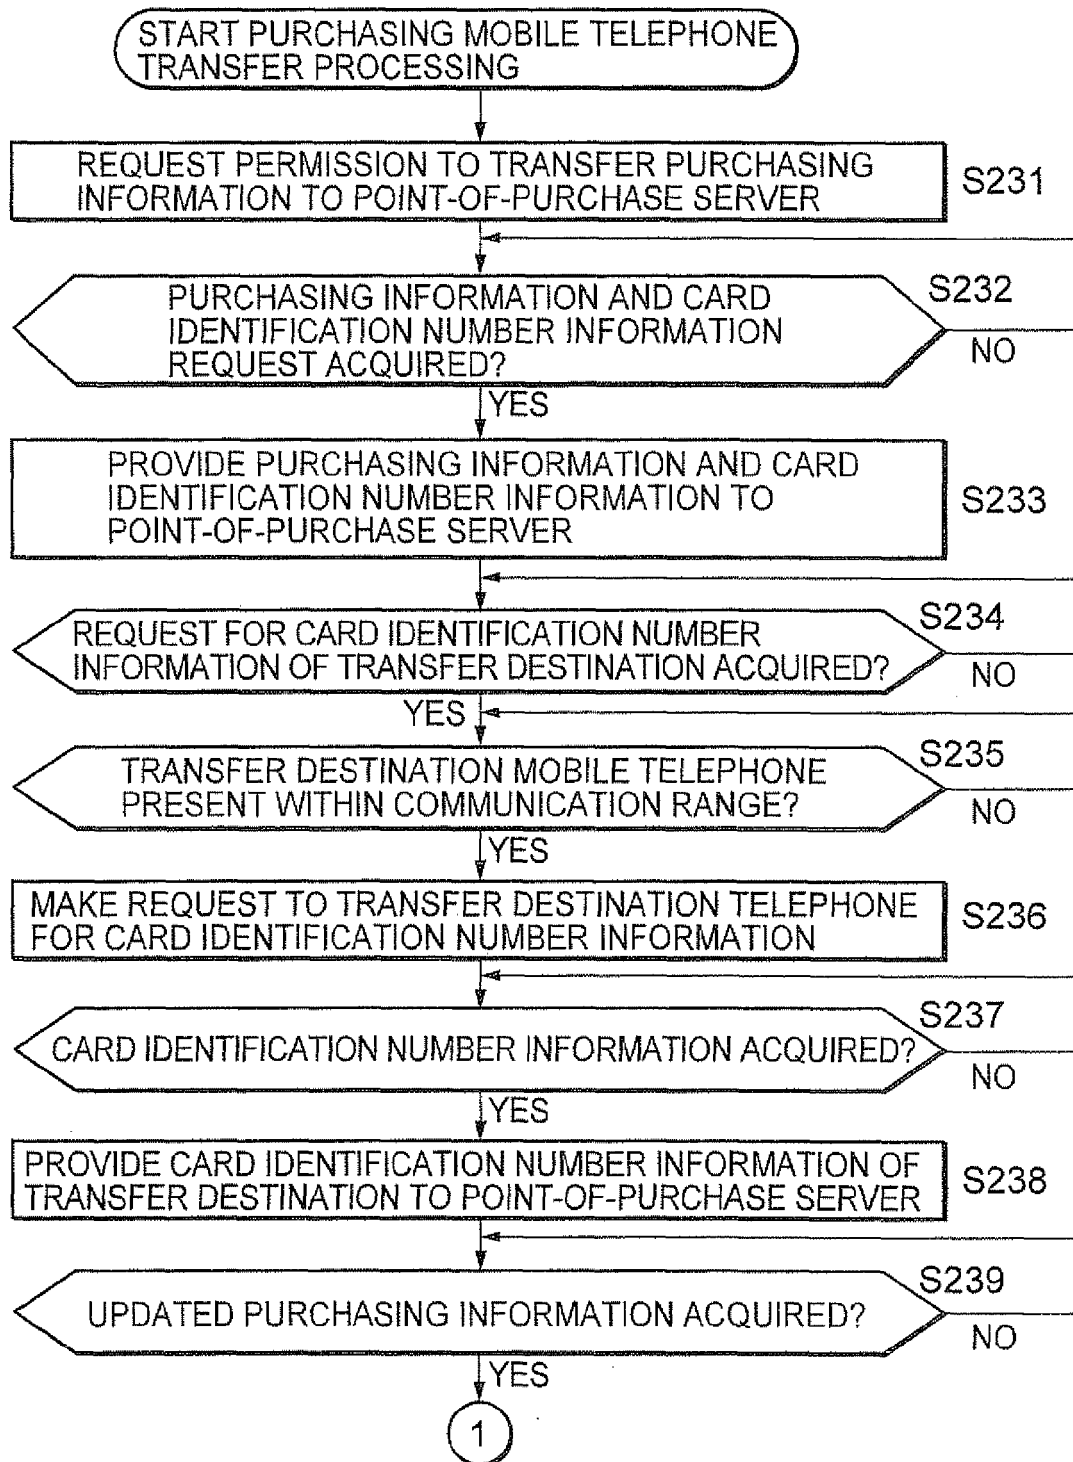 START PURCHASING MOBILE TELEPHONE
TRANSFER PROCESSING
REQUEST PERMISSION TO TRANSFER PURCHASING
INFORMATION TO POINT-OF-PURCHASE SERVER
S231
PURCHASING INFORMATION AND CARD
IDENTIFICATION NUMBER INFORMATION
REQUEST ACQUIRED?
S232
NO
YES
PROVIDE PURCHASING INFORMATION AND CARD
IDENTIFICATION NUMBER INFORMATION TO
POINT-OF-PURCHASE SERVER
S233
REQUEST FOR CARD IDENTIFICATION NUMBER
INFORMATION OF TRANSFER DESTINATION ACQUIRED?
S234
NO
YES
TRANSFER DESTINATION MOBILE TELEPHONE
PRESENT WITHIN COMMUNICATION RANGE?
S235
NO
YES
MAKE REQUEST TO TRANSFER DESTINATION TELEPHONE
FOR CARD IDENTIFICATION NUMBER INFORMATION
S236
CARD IDENTIFICATION NUMBER INFORMATION ACQUIRED?
S237
NO
YES
PROVIDE CARD IDENTIFICATION NUMBER INFORMATION OF
TRANSFER DESTINATION TO POINT-OF-PURCHASE SERVER
S238
UPDATED PURCHASING INFORMATION ACQUIRED?
S239
NO
YES
1